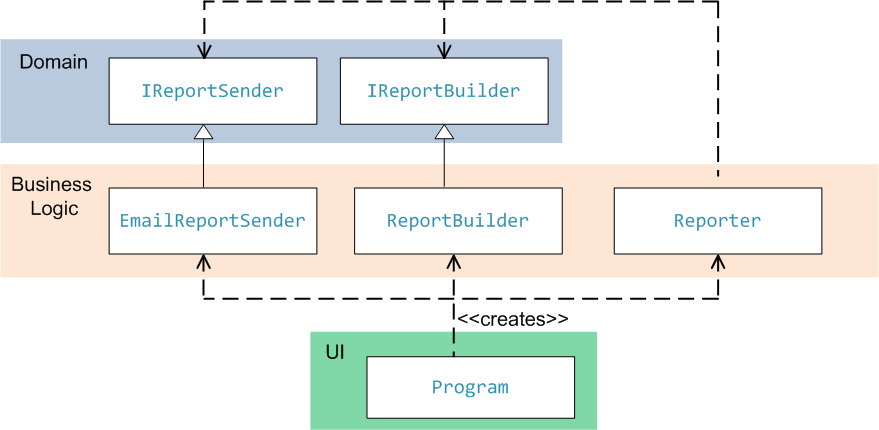 Domain
IReportSender
IReportBuilder
Business
Logic
EmailReportSender
ReportBuilder
Reporter
<<creates>>
UI
Program